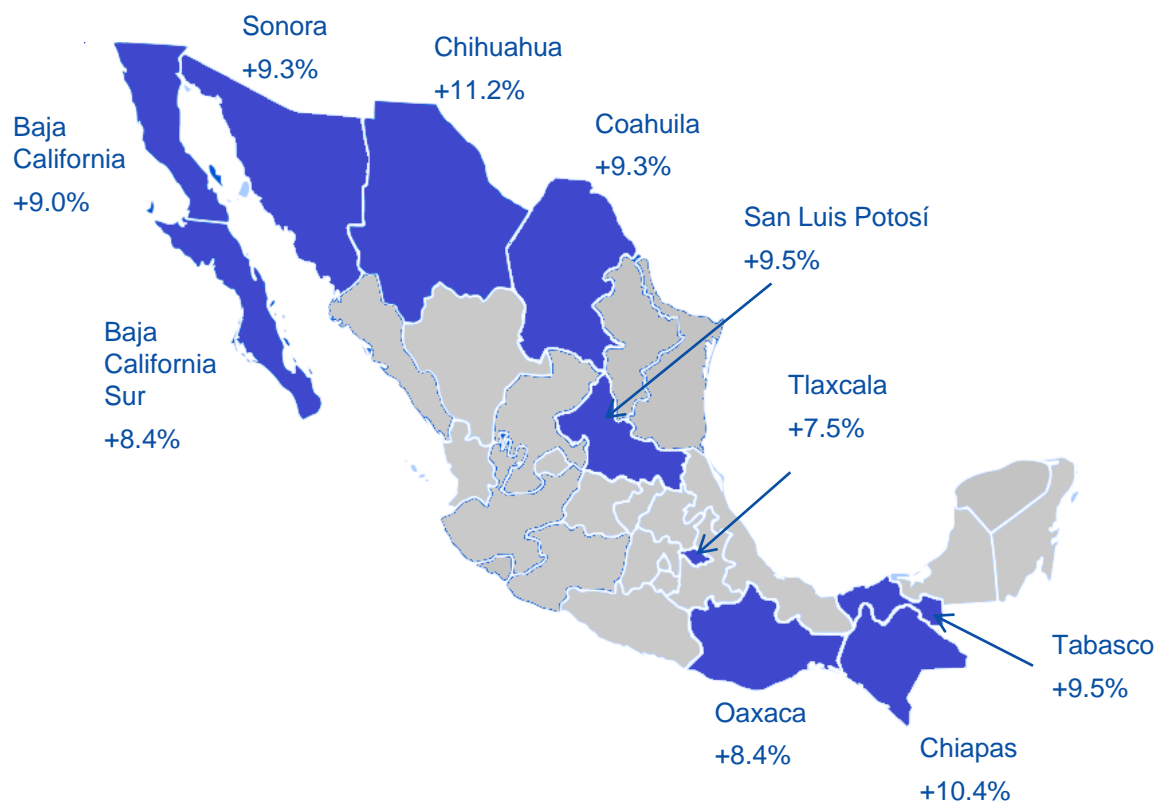 Sonora
+9.3%
Chihuahua
+11.2%
Coahuila
+9.3%
Baja
California
+9.0%
San Luis Potosí
+9.5%
Baja
California
Sur
+8.4%
Tlaxcala
+7.5%
Tabasco
+9.5%
Oaxaca
+8.4%
Chiapas
+10.4%